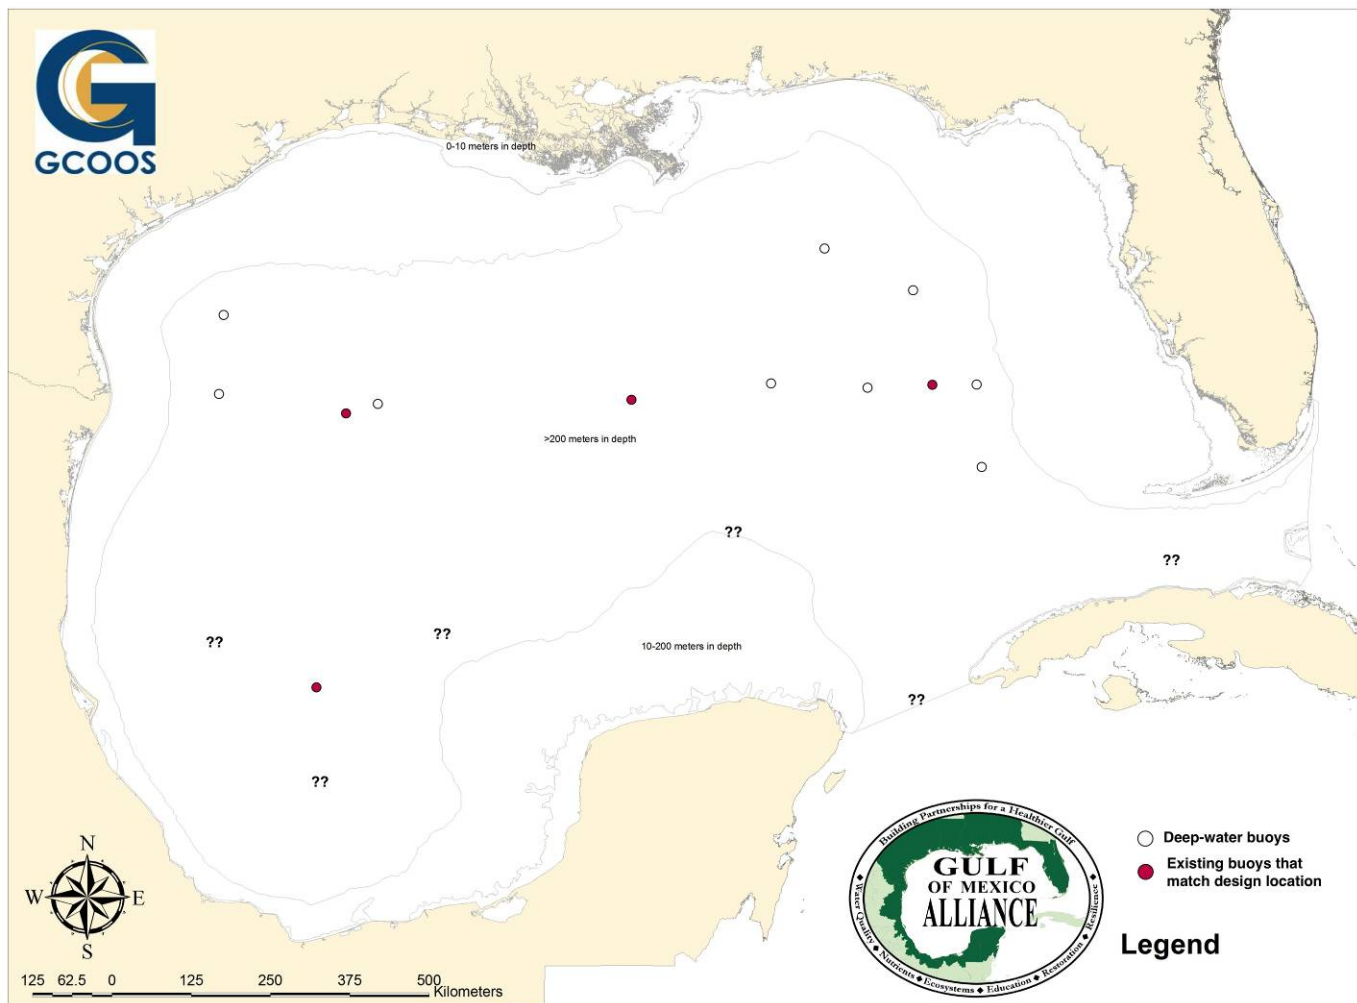 GCOOS
0-10 meters in depth
>200 meters in depth
??
??
??
??
10-200 meters in depth
??
??
N
W E
S
125 62.5 0 125 250 375 500
Kilometers
Building Partnerships for a Healthier Gulf
GULF
OF MEXICO
ALLIANCE
Water Quality ◆ Nutrients ◆ Ecosystems ◆ Education ◆ Restoration ◆ Resilience
Deep-water buoys
Existing buoys that
match design location
Legend